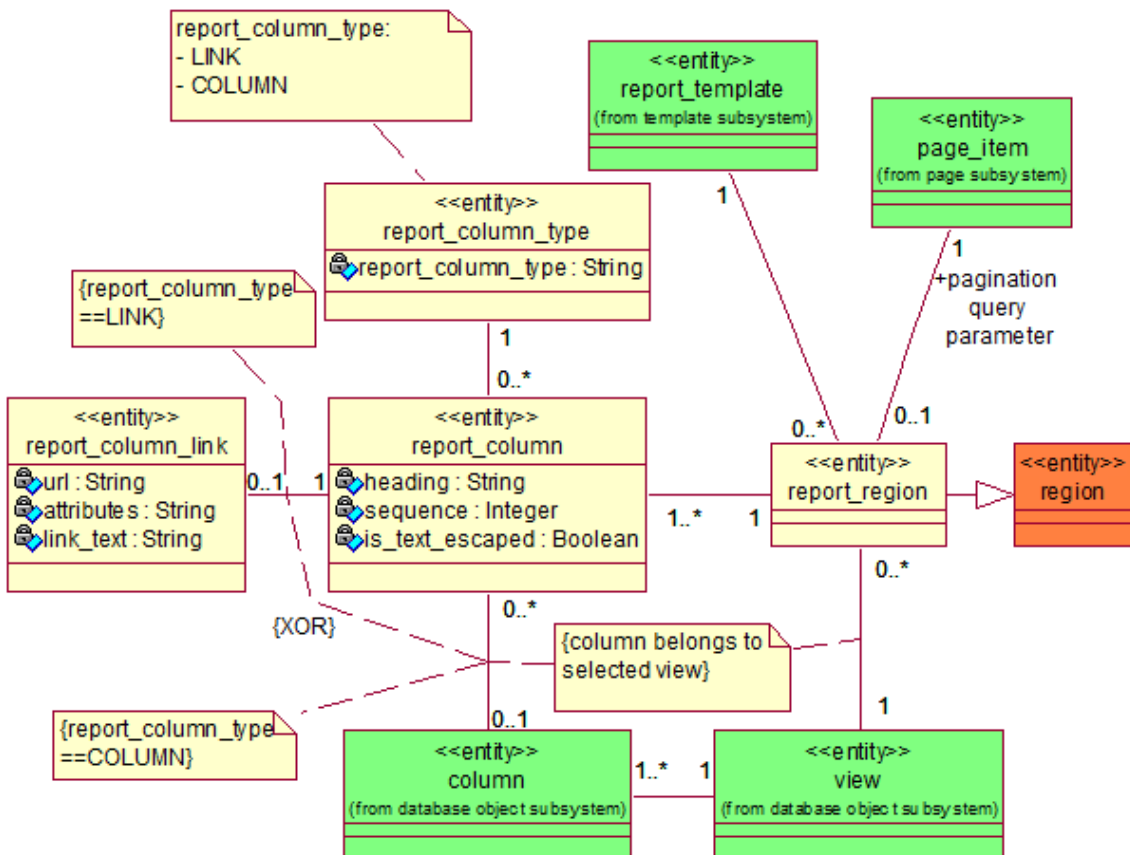 report_column_type:
- LINK
- COLUMN
<<entity>>
report_template
(from template subsystem)
<<entity>>
page_item
(from page subsystem)
<<entity>>
report_column_type
report_column_type : String
{report_column_type
==LINK}
1
1
+pagination
query
parameter
1
0..*
0..*
0..1
<<entity>>
report_column_link
url : String
attributes : String
link_text : String
0..1
1
<<entity>>
report_column
heading : String
sequence : Integer
is_text_escaped : Boolean
1..*
1
<<entity>>
report_region
<<entity>>
region
0..*
0..*
{XOR}
{column belongs to
selected view}
{report_column_type
==COLUMN}
0..1
1
<<entity>>
column
(from database object subsystem)
1..*
1
<<entity>>
view
(from database object subsystem)